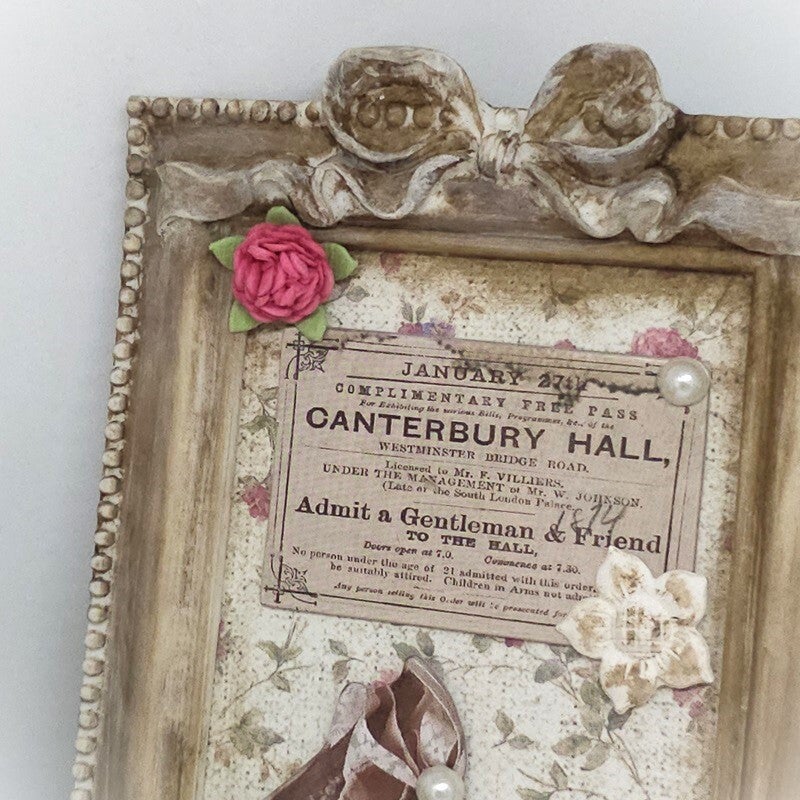 JANUARY 27th
COMPLIMENTARY FREE PASS
For Exhibiting the various Bills, Programmes, &c., of the
CANTERBURY HALL,
WESTMINSTER BRIDGE ROAD.
Licensed to Mr. F. VILLIERS.
UNDER THE MANAGEMENT of Mr. W. JOHNSON.
(Late of the South London Palace.
1874
Admit a Gentleman & Friend
TO THE HALL,
Doors open at 7.0. Commence at 7.30.
No person under the age of 21 admitted with this order.
be suitably attired. Children in Arms not
Any person selling this Order will be prosecuted for